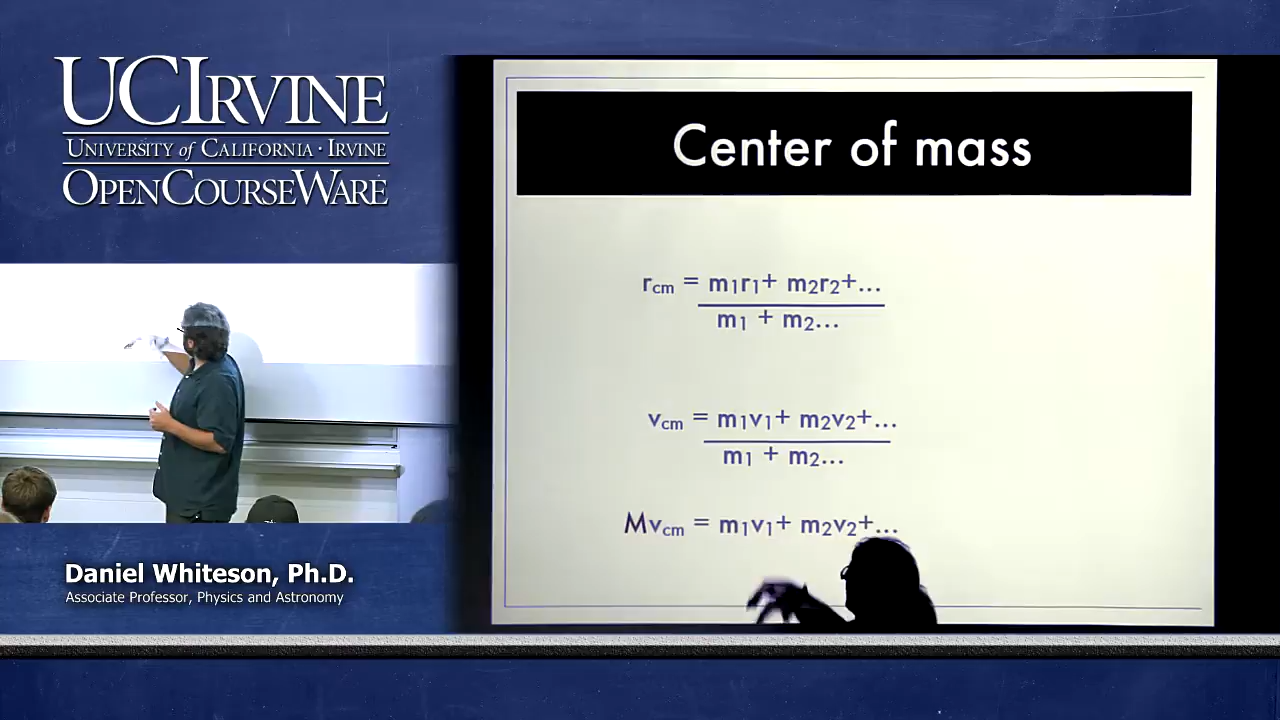 UCIRVINE
UNIVERSITY of CALIFORNIA · IRVINE
OPENCOURSEWARE
Center of mass
rcm = m1r1+ m2r2+...
m1 + m2...
vcm = m1v1+ m2v2+...
m1 + m2...
Mvcm = m1v1+ m2v2+...
Daniel Whiteson, Ph.D.
Associate Professor, Physics and Astronomy